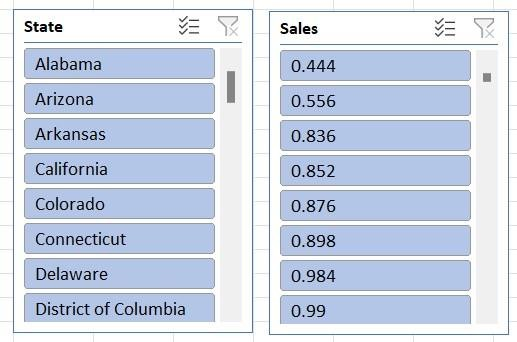 State
Alabama
Arizona
Arkansas
California
Colorado
Connecticut
Delaware
District of Columbia
Sales
0.444
0.556
0.836
0.852
0.876
0.898
0.984
0.99